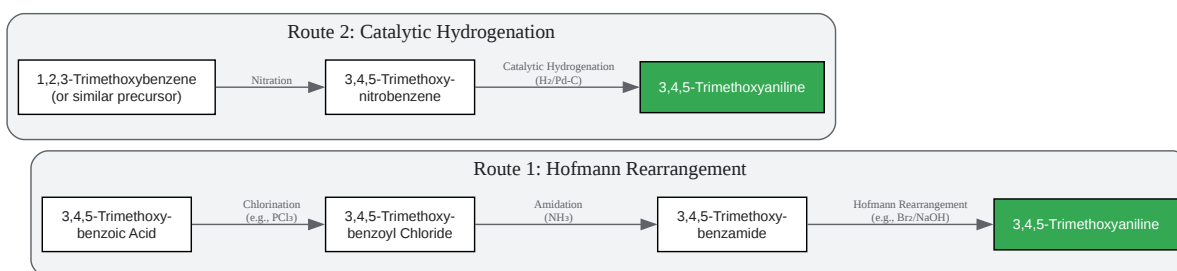 Route 2: Catalytic Hydrogenation
1,2,3-Trimethoxybenzene
(or similar precursor)
Nitration
3,4,5-Trimethoxy-
nitrobenzene
Catalytic Hydrogenation
(H₂/Pd-C)
3,4,5-Trimethoxyaniline
Route 1: Hofmann Rearrangement
3,4,5-Trimethoxy-
benzoic Acid
Chlorination
(e.g., PCl₃)
3,4,5-Trimethoxy-
benzoyl Chloride
Amidation
(NH₃)
3,4,5-Trimethoxy-
benzamide
Hofmann Rearrangement
(e.g., Br₂/NaOH)
3,4,5-Trimethoxyaniline